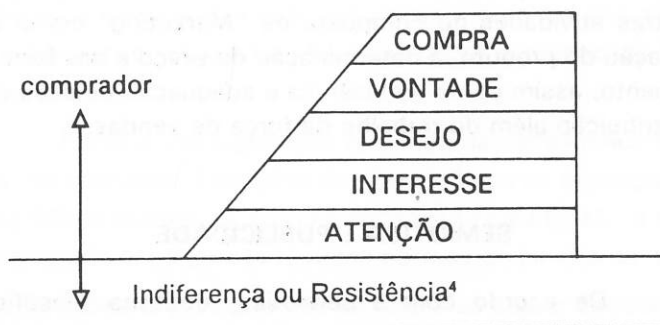 COMPRA
comprador
VONTADE
DESEJO
INTERESSE
ATENÇÃO
Indiferença ou Resistência⁴